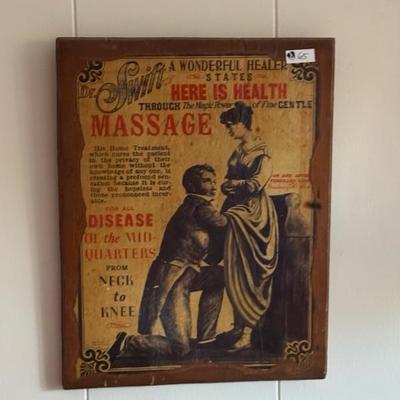 A WONDERFUL HEALER
Dr. Swift STATES
HERE IS HEALTH
THROUGH The Magic Power of Fine GENTLE
MASSAGE
His Home Treatment,
which cures the patient
in the privacy of their
own home without the
knowledge of any one, is
creating a profound sen-
sation because it is cur-
ing the hopeless and
those pronounced incur-
able.
FOR ALL
DISEASE
Of the MID
QUARTERS
FROM
NECK
to
KNEE
65